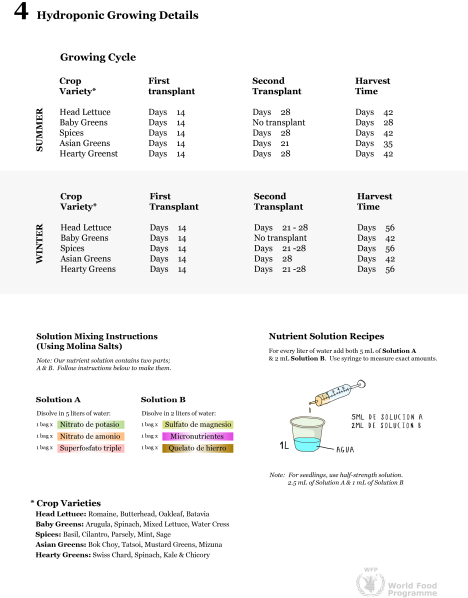 4 Hydroponic Growing Details
Growing Cycle
SUMMER
Crop Variety* First transplant Second Transplant Harvest Time
Head Lettuce Days 14 Days 28 Days 42
Baby Greens Days 14 No transplant Days 28
Spices Days 14 Days 28 Days 42
Asian Greens Days 14 Days 21 Days 35
Hearty Greenst Days 14 Days 28 Days 42
WINTER
Crop Variety* First Transplant Second Transplant Harvest Time
Head Lettuce Days 14 Days 21 - 28 Days 56
Baby Greens Days 14 No transplant Days 42
Spices Days 14 Days 21 -28 Days 56
Asian Greens Days 14 Days 28 Days 42
Hearty Greens Days 14 Days 21 -28 Days 56
Solution Mixing Instructions
(Using Molina Salts)
Note: Our nutrient solution contains two parts;
A & B. Follow instructions below to make them.
Solution A
Disolve in 5 liters of water:
1 bag x Nitrato de potasio
1 bag x Nitrato de amonio
1 bag x Superfosfato triple
Solution B
Disolve in 2 liters of water:
1 bag x Sulfato de magnesio
1 bag x Micronutrientes
1 bag x Quelato de hierro
Nutrient Solution Recipes
For every liter of water add both 5 mL of Solution A
& 2 mL Solution B. Use syringe to measure exact amounts.
5ML DE SOLUCION A
2ML DE SOLUCION B
1L
AGUA
Note: For seedlings, use half-strength solution.
2.5 mL of Solution A & 1 mL of Solution B
* Crop Varieties
Head Lettuce: Romaine, Butterhead, Oakleaf, Batavia
Baby Greens: Arugula, Spinach, Mixed Lettuce, Water Cress
Spices: Basil, Cilantro, Parsely, Mint, Sage
Asian Greens: Bok Choy, Tatsoi, Mustard Greens, Mizuna
Hearty Greens: Swiss Chard, Spinach, Kale & Chicory
WFP
World Food
Programme